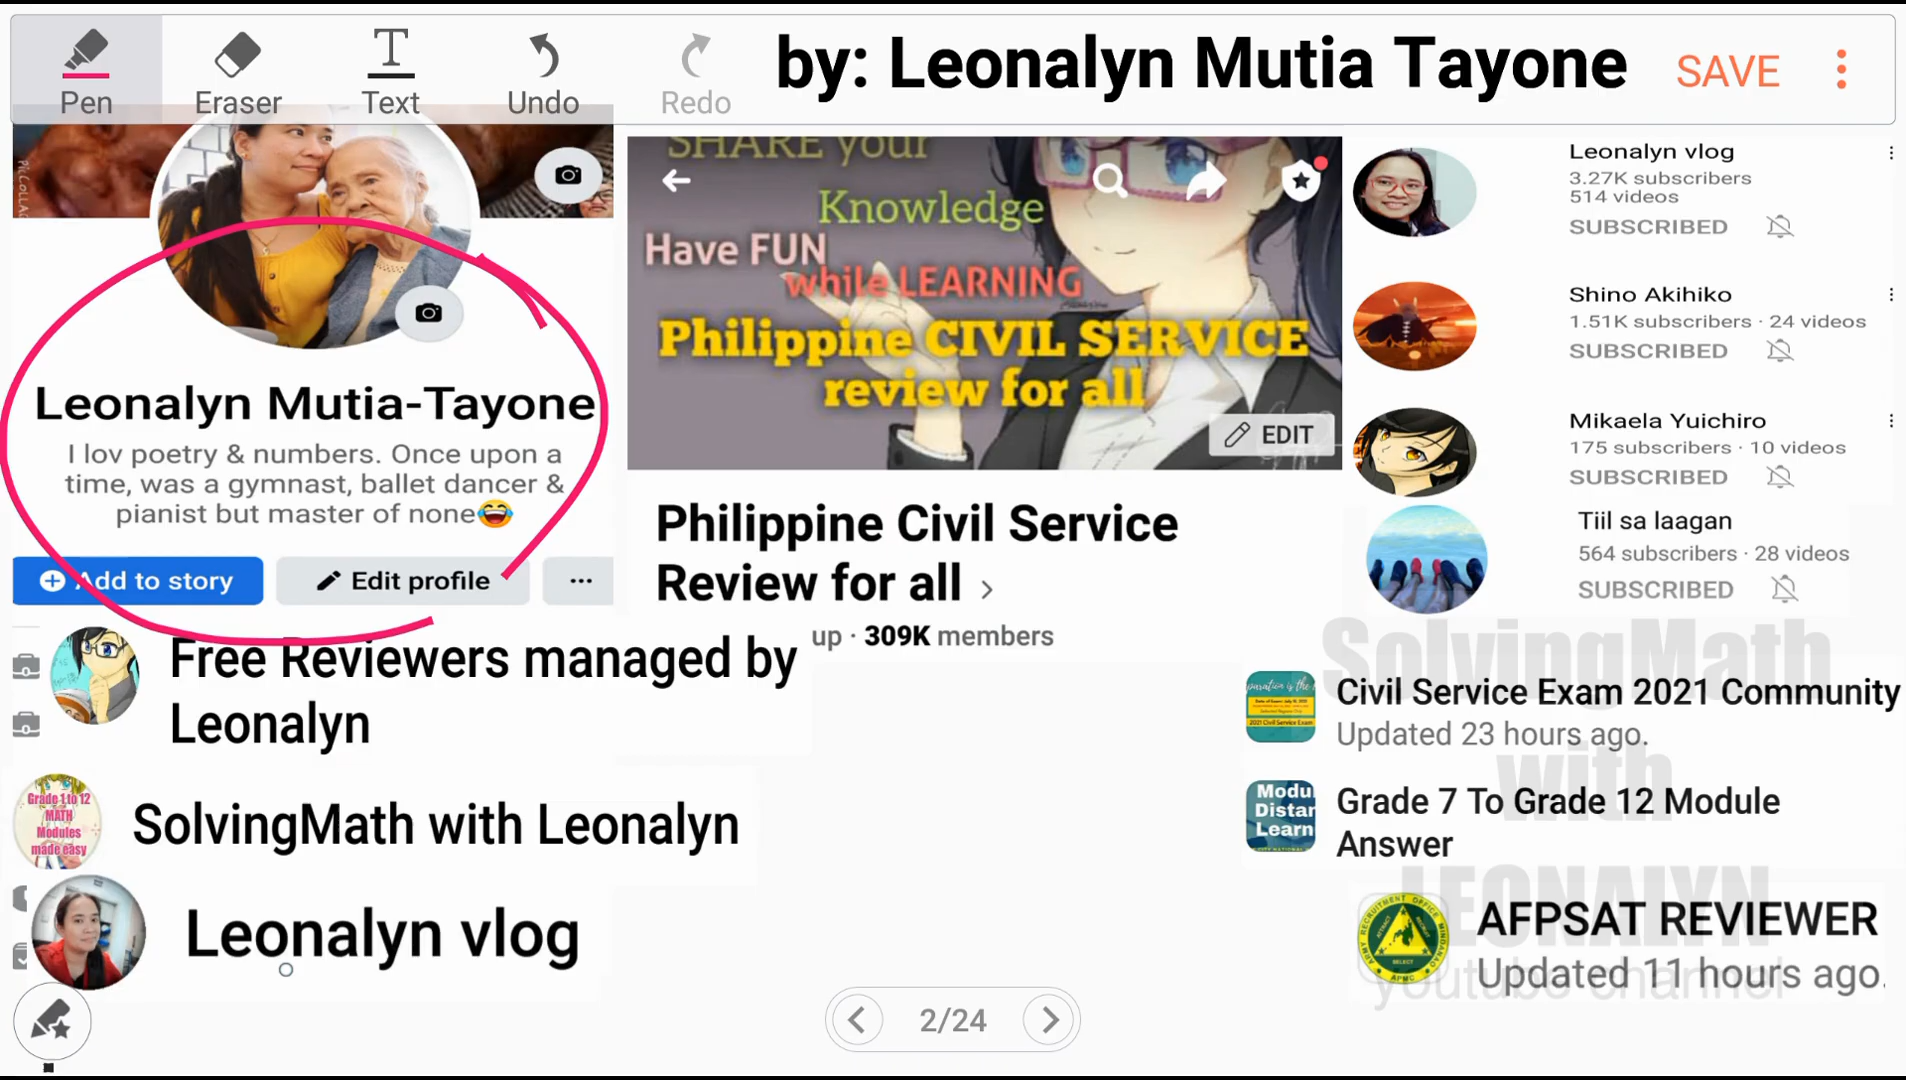 Pen
Eraser
Text
Undo
Redo
by: Leonalyn Mutia Tayone
SAVE
Leonalyn Mutia-Tayone
I lov poetry & numbers. Once upon a
time, was a gymnast, ballet dancer &
pianist but master of none😂
Add to story
Edit profile
SHARE your
Knowledge
Have FUN
while LEARNING
Philippine CIVIL SERVICE
review for all
EDIT
Philippine Civil Service
Review for all >
up · 309K members
Leonalyn vlog
3.27K subscribers
514 videos
SUBSCRIBED
Shino Akihiko
1.51K subscribers · 24 videos
SUBSCRIBED
Mikaela Yuichiro
175 subscribers · 10 videos
SUBSCRIBED
Tiil sa laagan
564 subscribers · 28 videos
SUBSCRIBED
Free Reviewers managed by
Leonalyn
Grade 1 to 12
MATH
Modules
made easy
SolvingMath with Leonalyn
Leonalyn vlog
SolvingMath
with
LEONALYN
youtube channel
2021 Civil Service Exam
Civil Service Exam 2021 Community
Updated 23 hours ago.
Modu
Distan
Learn
Grade 7 To Grade 12 Module
Answer
AFPSAT REVIEWER
Updated 11 hours ago.
2/24